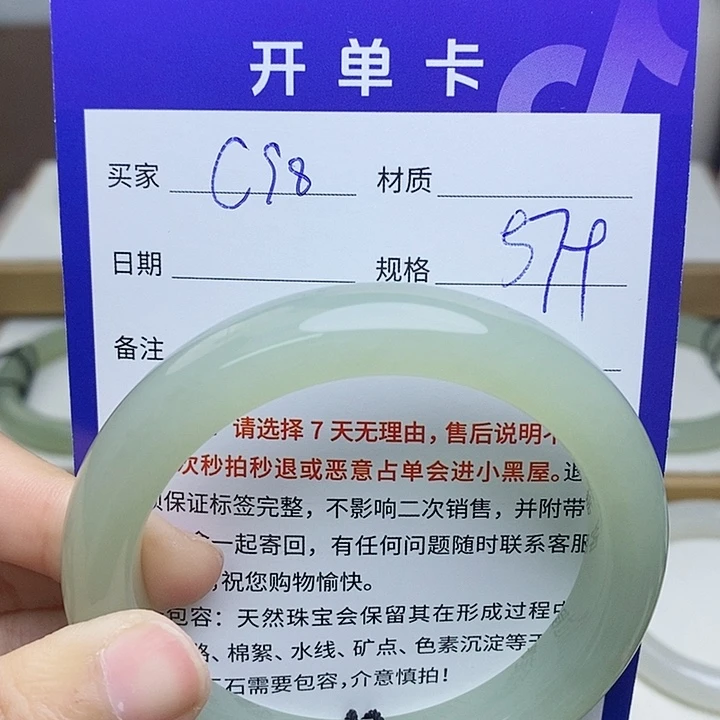 开单卡
买家 C98 材质
日期 规格 574
备注
请选择7天无理由，售后说明
次秒拍秒退或恶意占单会进小黑屋。退
保证标签完整，不影响二次销售，并附带
一起寄回，有任何问题随时联系客服
祝您购物愉快。
包容：天然珠宝会保留其在形成过程中
棉絮、水线、矿点、色素沉淀等
石需要包容，介意慎拍！